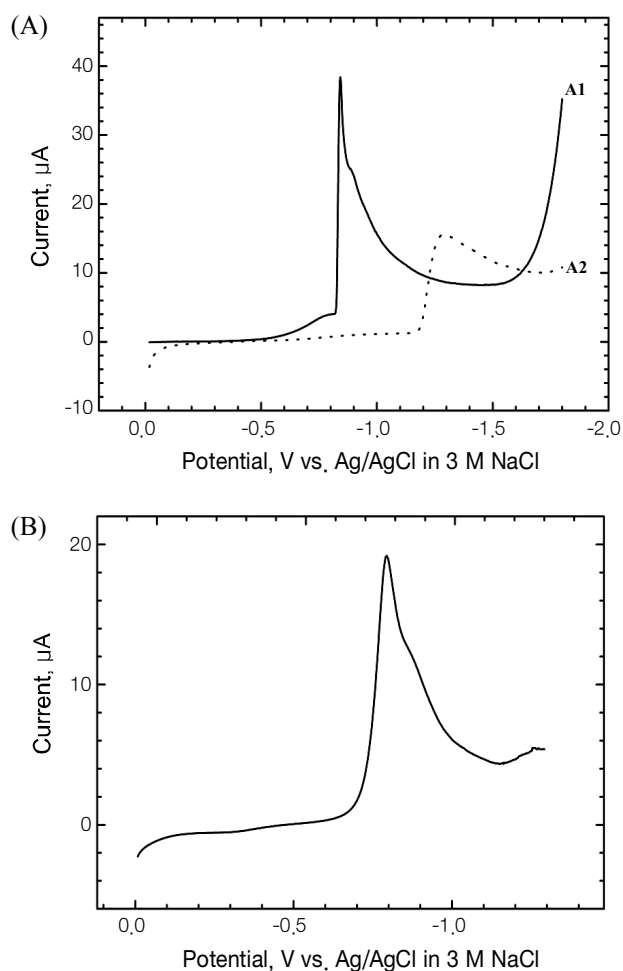 (A)
40
30
20
10
0
-10
Current, µA
A1
A2
0.0 -0.5 -1.0 -1.5 -2.0
Potential, V vs. Ag/AgCl in 3 M NaCl
(B)
20
10
0
Current, µA
0.0 -0.5 -1.0
Potential, V vs. Ag/AgCl in 3 M NaCl